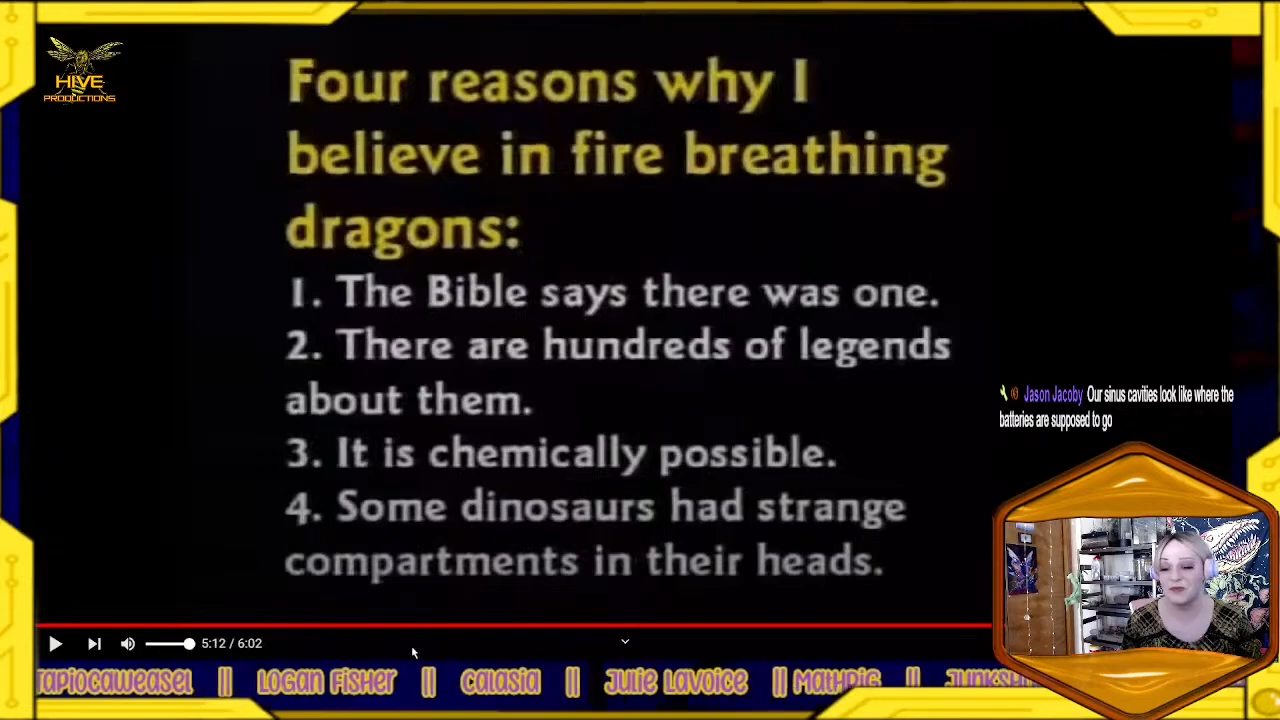 HIVE
PRODUCTIONS
Four reasons why I
believe in fire breathing
dragons:
1. The Bible says there was one.
2. There are hundreds of legends
about them.
3. It is chemically possible.
4. Some dinosaurs had strange
compartments in their heads.
Jason Jacoby Our sinus cavities look like where the
batteries are supposed to go
5:12 / 6:02
TAPIOCAWEASEL || LOGAN FISHER || CALASIA || JULIE LAVOICE || MATHPIG ||